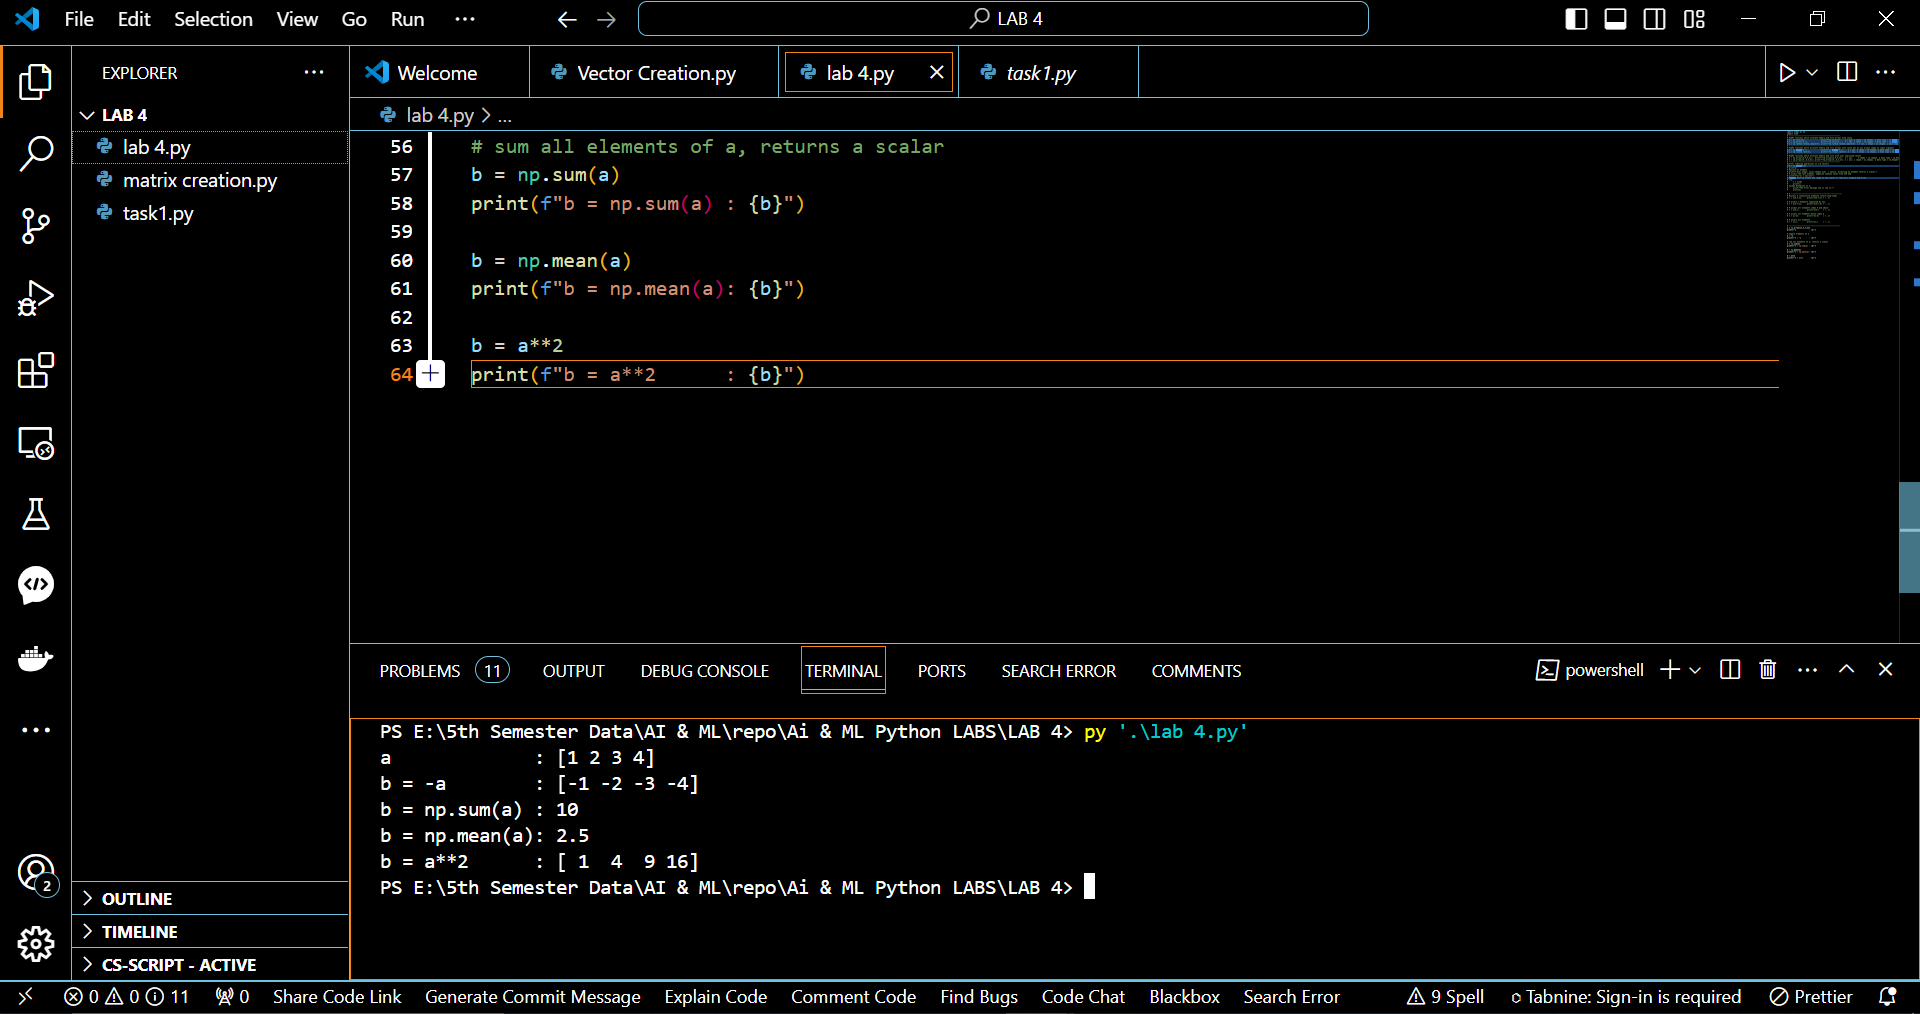 File Edit Selection View Go Run ··· LAB 4
EXPLORER ···
LAB 4
lab 4.py
matrix creation.py
task1.py
OUTLINE
TIMELINE
CS-SCRIPT - ACTIVE
2
Welcome Vector Creation.py lab 4.py task1.py
lab 4.py > ...
56 # sum all elements of a, returns a scalar
57 b = np.sum(a)
58 print(f"b = np.sum(a) : {b}")
59
60 b = np.mean(a)
61 print(f"b = np.mean(a): {b}")
62
63 b = a**2
64 print(f"b = a**2      : {b}")
PROBLEMS 11 OUTPUT DEBUG CONSOLE TERMINAL PORTS SEARCH ERROR COMMENTS powershell
PS E:\5th Semester Data\AI & ML\repo\Ai & ML Python LABS\LAB 4> py '.\lab 4.py'
a             : [1 2 3 4]
b = -a        : [-1 -2 -3 -4]
b = np.sum(a) : 10
b = np.mean(a): 2.5
b = a**2      : [ 1  4  9 16]
PS E:\5th Semester Data\AI & ML\repo\Ai & ML Python LABS\LAB 4>
0 0 11 0 Share Code Link Generate Commit Message Explain Code Comment Code Find Bugs Code Chat Blackbox Search Error 9 Spell Tabnine: Sign-in is required Prettier